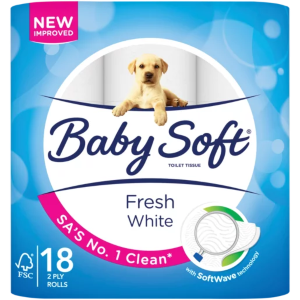 NEW
IMPROVED
Baby Soft®
TOILET TISSUE
Fresh
White
SA'S No. 1 Clean*
FSC
18
2 PLY
ROLLS
with SoftWave technology